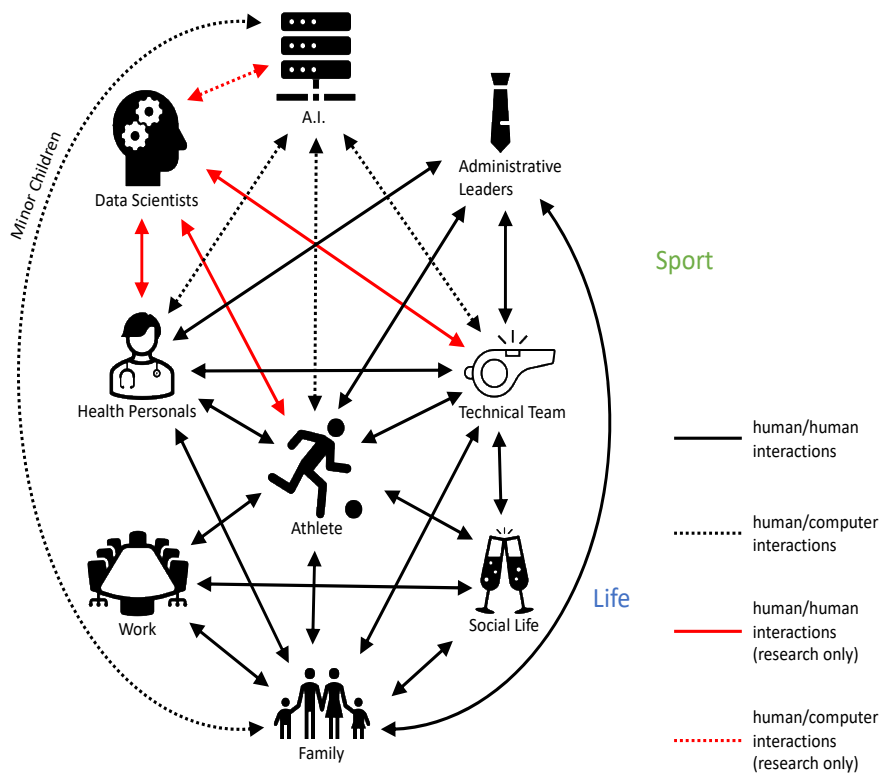 A.I.
Administrative
Leaders
Minor Children
Data Scientists
Sport
Health Personals
Technical Team
human/human
interactions
Athlete
human/computer
interactions
Work
Social Life
Life
human/human
interactions
(research only)
Family
human/computer
interactions
(research only)